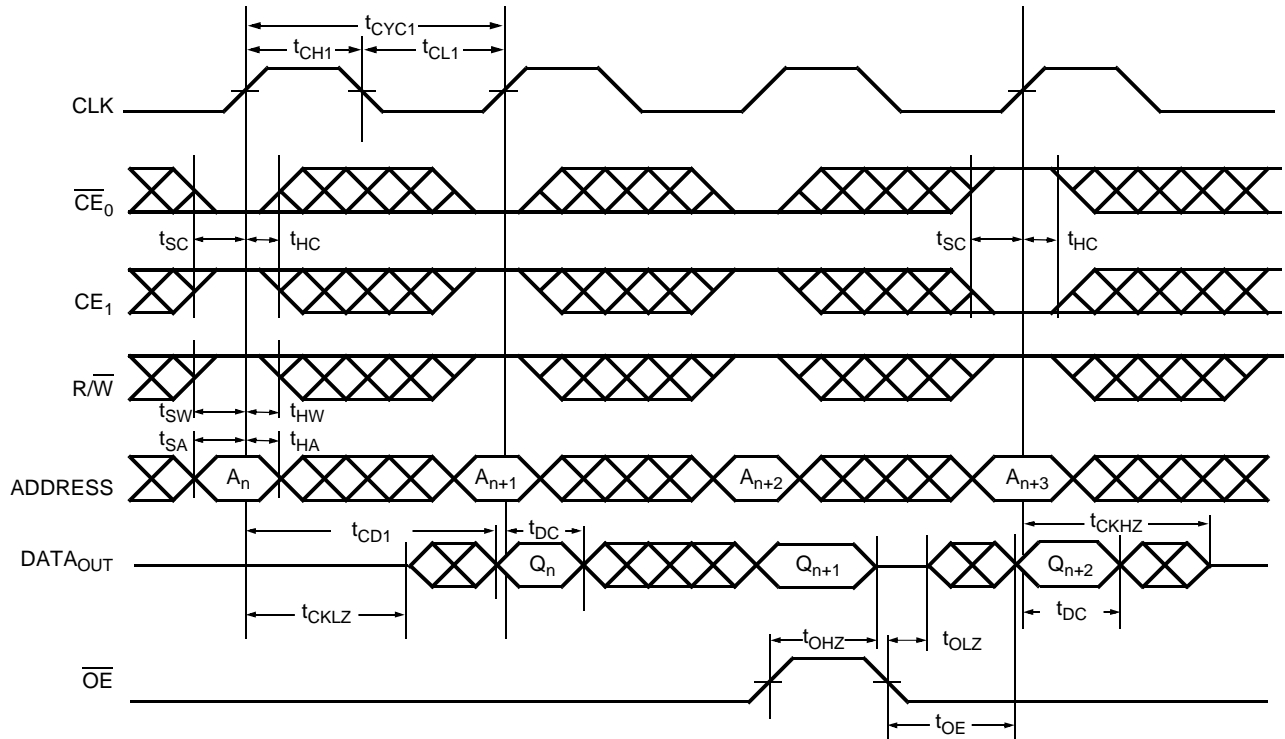 tCYC1
tCH1 tCL1
CLK
CE0
tSC tHC tSC tHC
CE1
R/W
tSW tHW
tSA tHA
ADDRESS An An+1 An+2 An+3
tCD1 tDC tCKHZ
DATAOUT Qn Qn+1 Qn+2
tCKLZ tDC
tOHZ tOLZ
OE
tOE